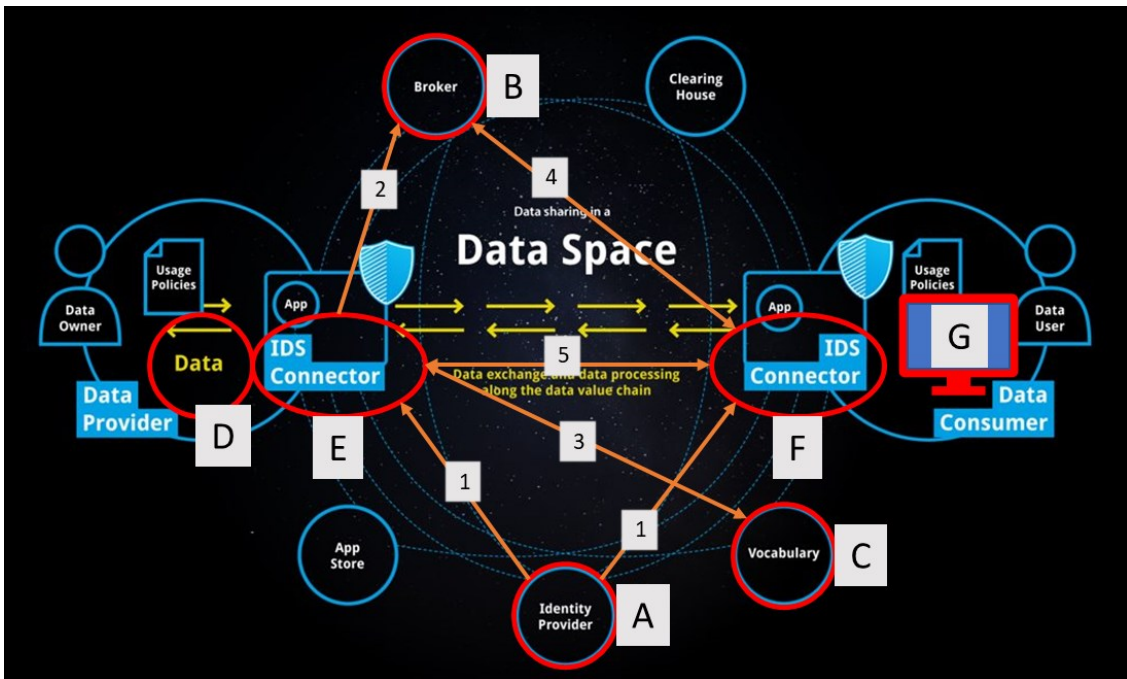 Broker
B
Clearing
House
2
4
Data sharing in a
Data Space
Usage
Policies
Usage
Policies
Data
Owner
App
App
Data
User
G
Data
IDS
Connector
5
IDS
Connector
Data exchange and data processing
along the data value chain
Data
Provider
Data
Consumer
D
E
3
F
1
1
App
Store
Vocabulary
C
Identity
Provider
A